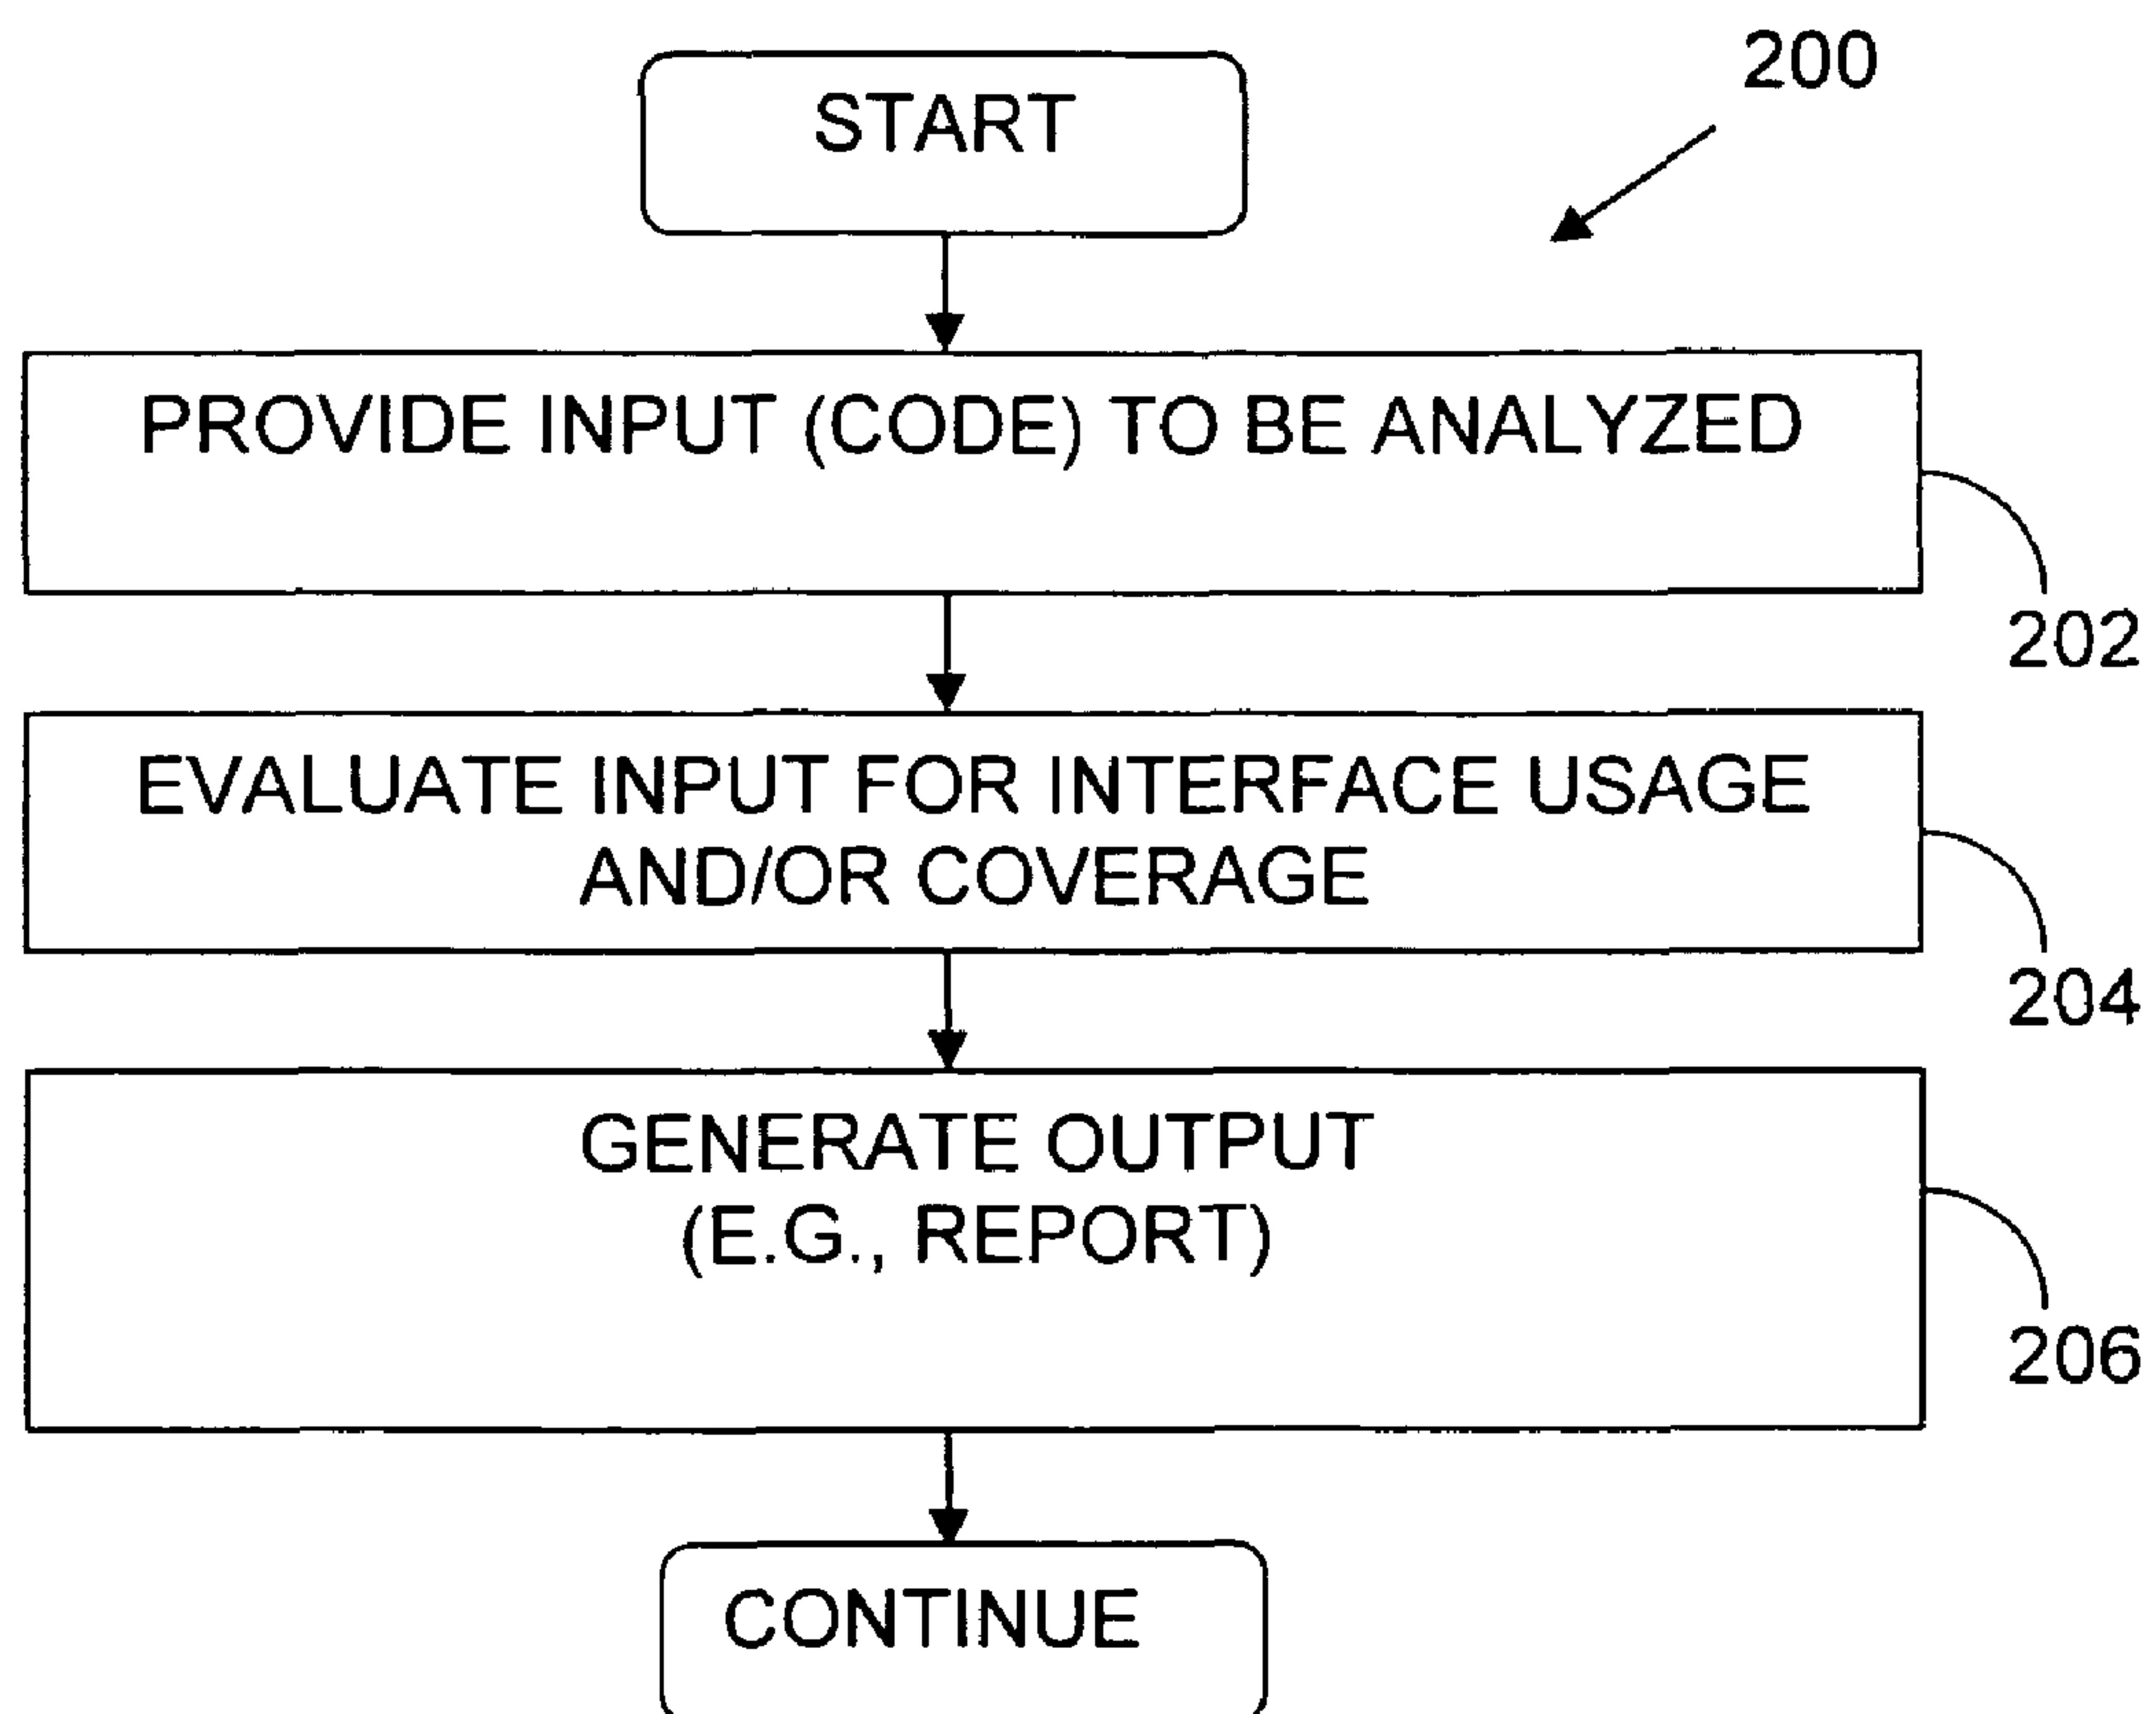 START
200
PROVIDE INPUT (CODE) TO BE ANALYZED
202
EVALUATE INPUT FOR INTERFACE USAGE
AND/OR COVERAGE
204
GENERATE OUTPUT
(E.G., REPORT)
206
CONTINUE